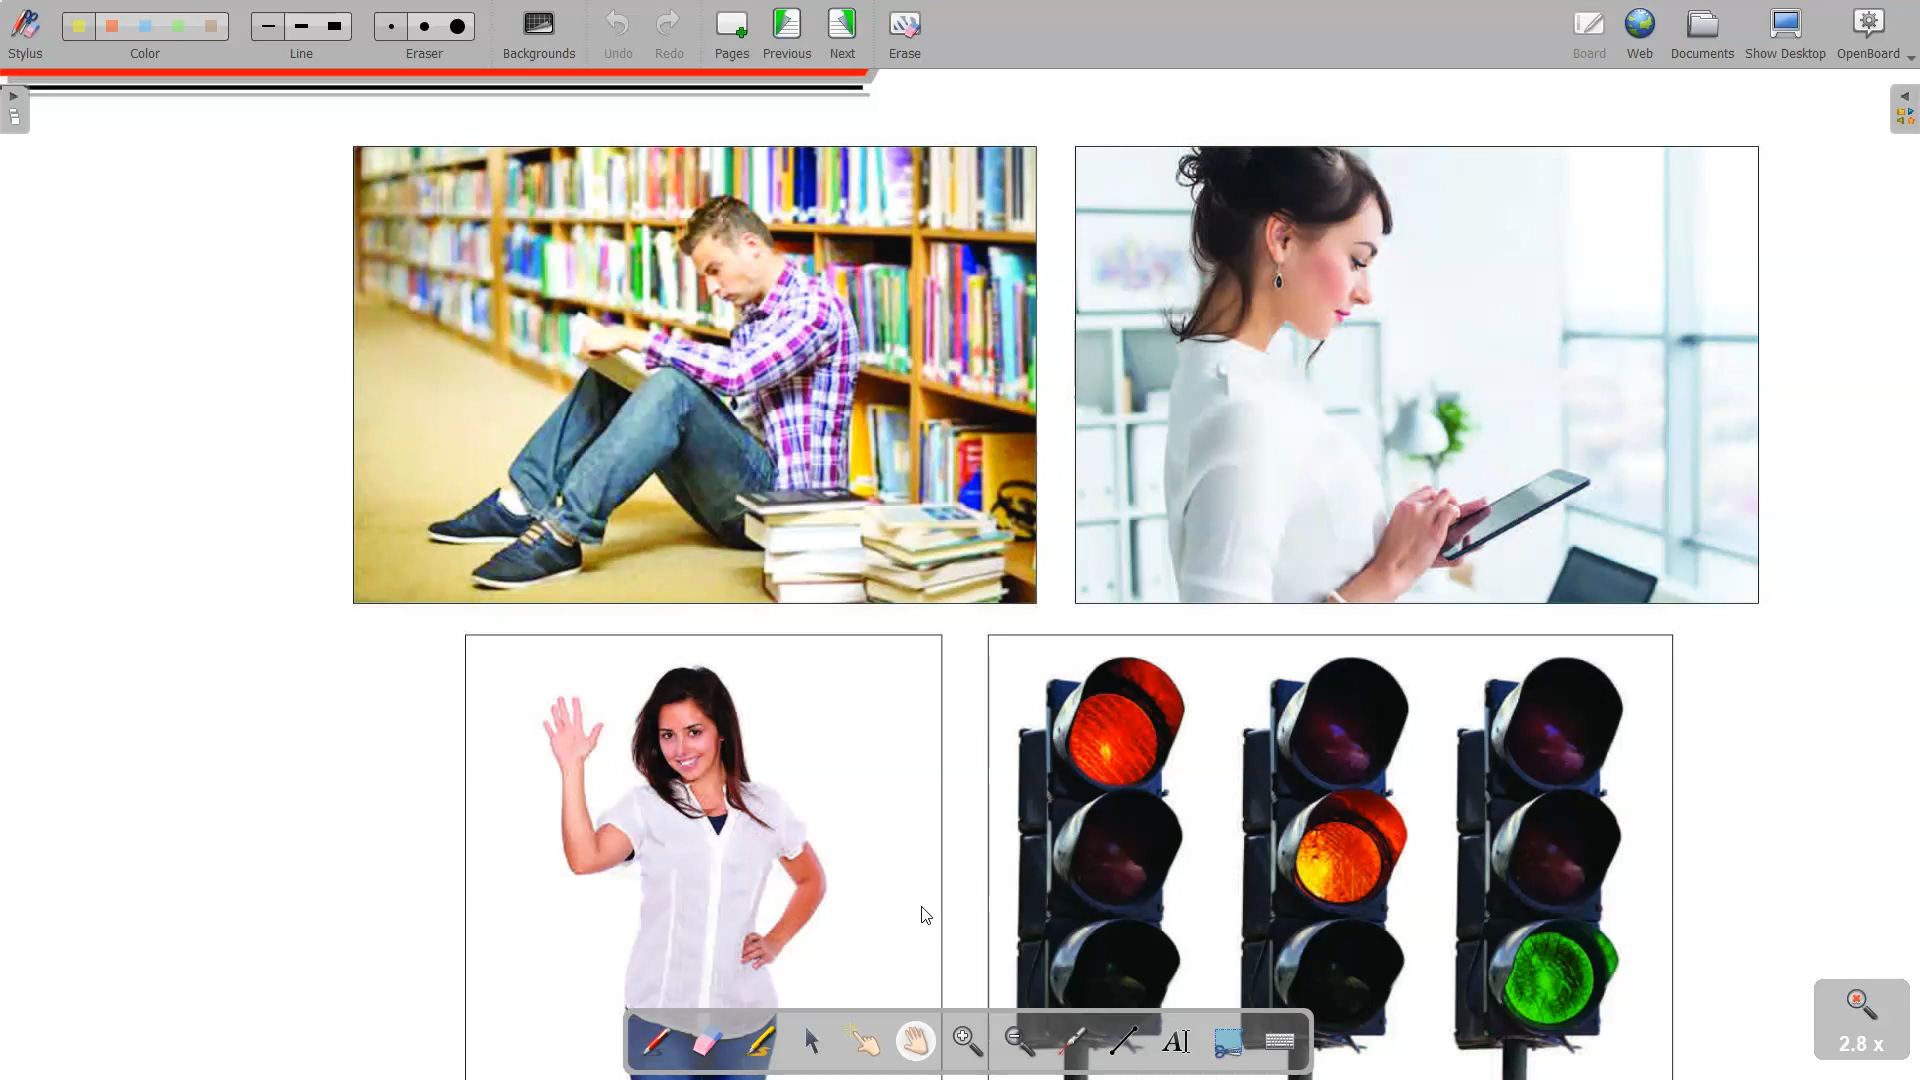 Stylus
Color
Line
Eraser
Backgrounds
Undo
Redo
Pages
Previous
Next
Erase
Board
Web
Documents
Show Desktop
OpenBoard
AI
2.8 x